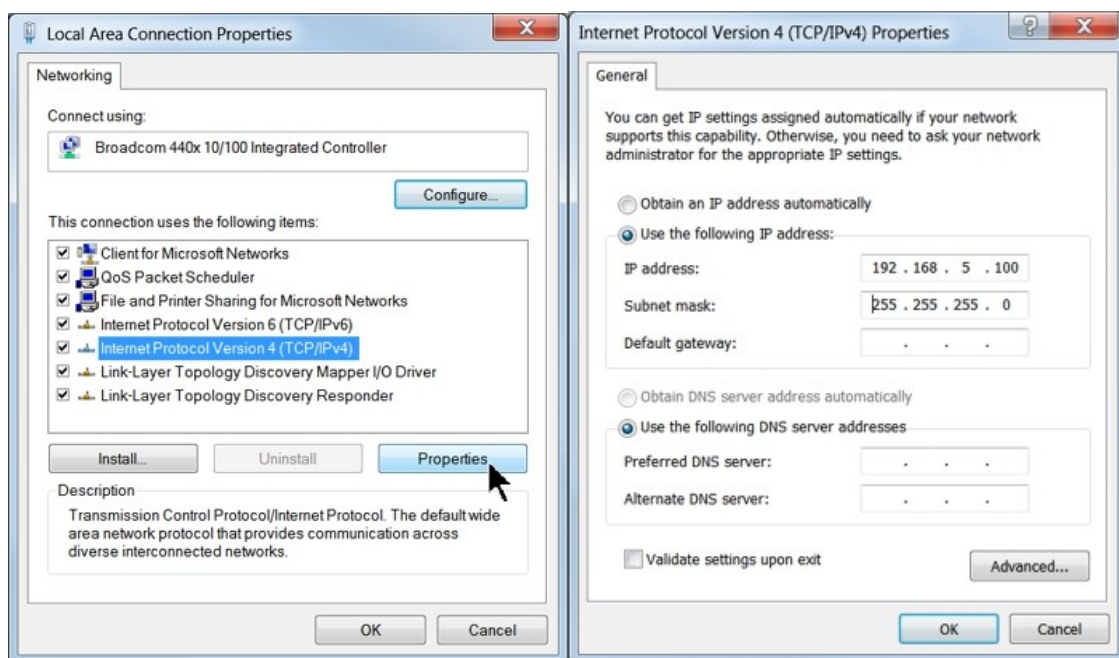 Local Area Connection Properties
Networking
Connect using:
Broadcom 440x 10/100 Integrated Controller
Configure...
This connection uses the following items:
Client for Microsoft Networks
QoS Packet Scheduler
File and Printer Sharing for Microsoft Networks
Internet Protocol Version 6 (TCP/IPv6)
Internet Protocol Version 4 (TCP/IPv4)
Link-Layer Topology Discovery Mapper I/O Driver
Link-Layer Topology Discovery Responder
Install...
Uninstall
Properties
Description
Transmission Control Protocol/Internet Protocol. The default wide
area network protocol that provides communication across
diverse interconnected networks.
OK
Cancel
Internet Protocol Version 4 (TCP/IPv4) Properties
General
You can get IP settings assigned automatically if your network
supports this capability. Otherwise, you need to ask your network
administrator for the appropriate IP settings.
Obtain an IP address automatically
Use the following IP address:
IP address: 192 . 168 . 5 . 100
Subnet mask: 255 . 255 . 255 . 0
Default gateway: . . .
Obtain DNS server address automatically
Use the following DNS server addresses
Preferred DNS server: . . .
Alternate DNS server: . . .
Validate settings upon exit
Advanced...
OK
Cancel